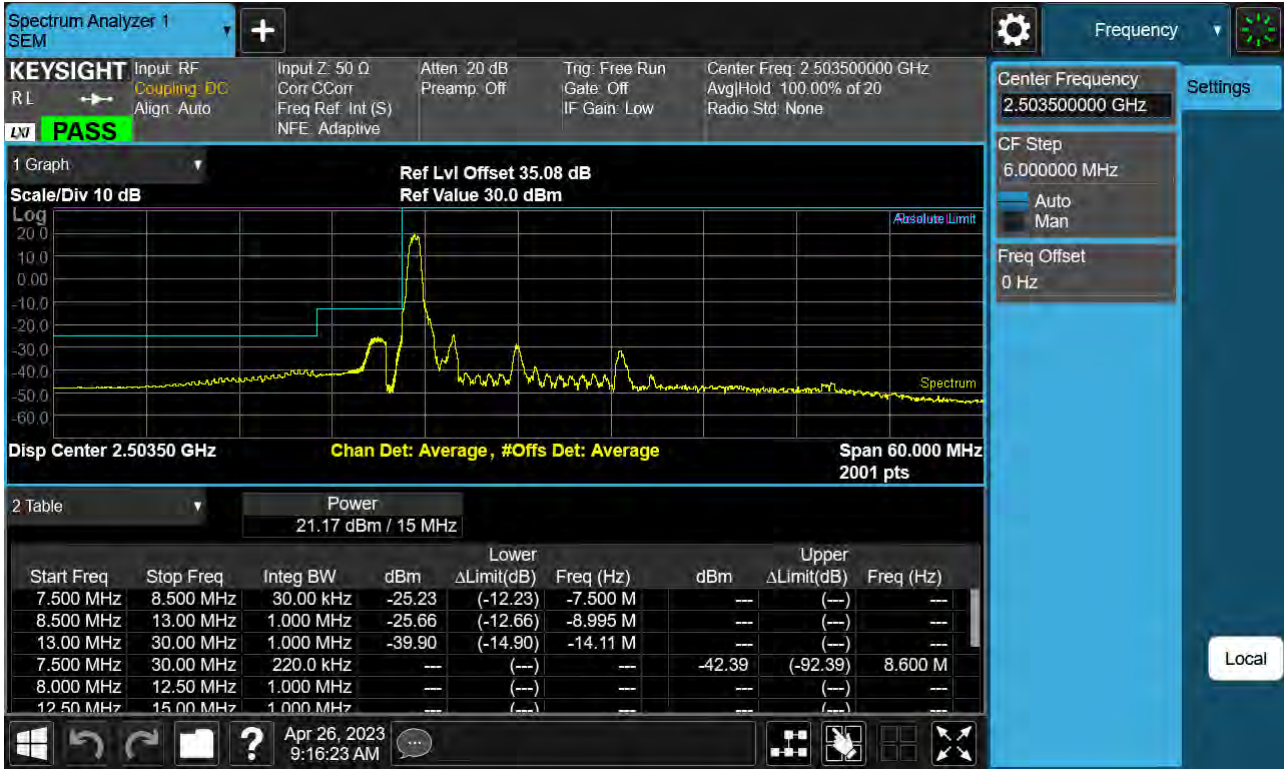 Spectrum Analyzer 1
SEM
Frequency
KEYSIGHT
R L
LXI
PASS
Input: RF
Coupling: DC
Align: Auto
Input Z: 50 Ω
Corr CCorr
Freq Ref: Int (S)
NFE: Adaptive
Atten: 20 dB
Preamp: Off
Trig: Free Run
Gate: Off
IF Gain: Low
Center Freq: 2.503500000 GHz
Avg|Hold: 100.00% of 20
Radio Std: None
Center Frequency
2.503500000 GHz
Settings
CF Step
6.000000 MHz
Auto
Man
Freq Offset
0 Hz
1 Graph
Scale/Div 10 dB
Ref Lvl Offset 35.08 dB
Ref Value 30.0 dBm
Log
Limit
20.0
10.0
0.00
-10.0
-20.0
-30.0
-40.0
-50.0
-60.0
Spectrum
Disp Center 2.50350 GHz
Chan Det: Average, #Offs Det: Average
Span 60.000 MHz
2001 pts
2 Table
Power
21.17 dBm / 15 MHz
Lower Upper
Start Freq Stop Freq Integ BW dBm ΔLimit(dB) Freq (Hz) dBm ΔLimit(dB) Freq (Hz)
7.500 MHz 8.500 MHz 30.00 kHz -25.23 (-12.23) -7.500 M --- (---) ---
8.500 MHz 13.00 MHz 1.000 MHz -25.66 (-12.66) -8.995 M --- (---) ---
13.00 MHz 30.00 MHz 1.000 MHz -39.90 (-14.90) -14.11 M --- (---) ---
7.500 MHz 30.00 MHz 220.0 kHz --- (---) --- -42.39 (-92.39) 8.600 M
8.000 MHz 12.50 MHz 1.000 MHz --- (---) --- --- (---) ---
12.50 MHz 15.00 MHz 1.000 MHz --- (---) --- --- (---) ---
Local
?
Apr 26, 2023
9:16:23 AM